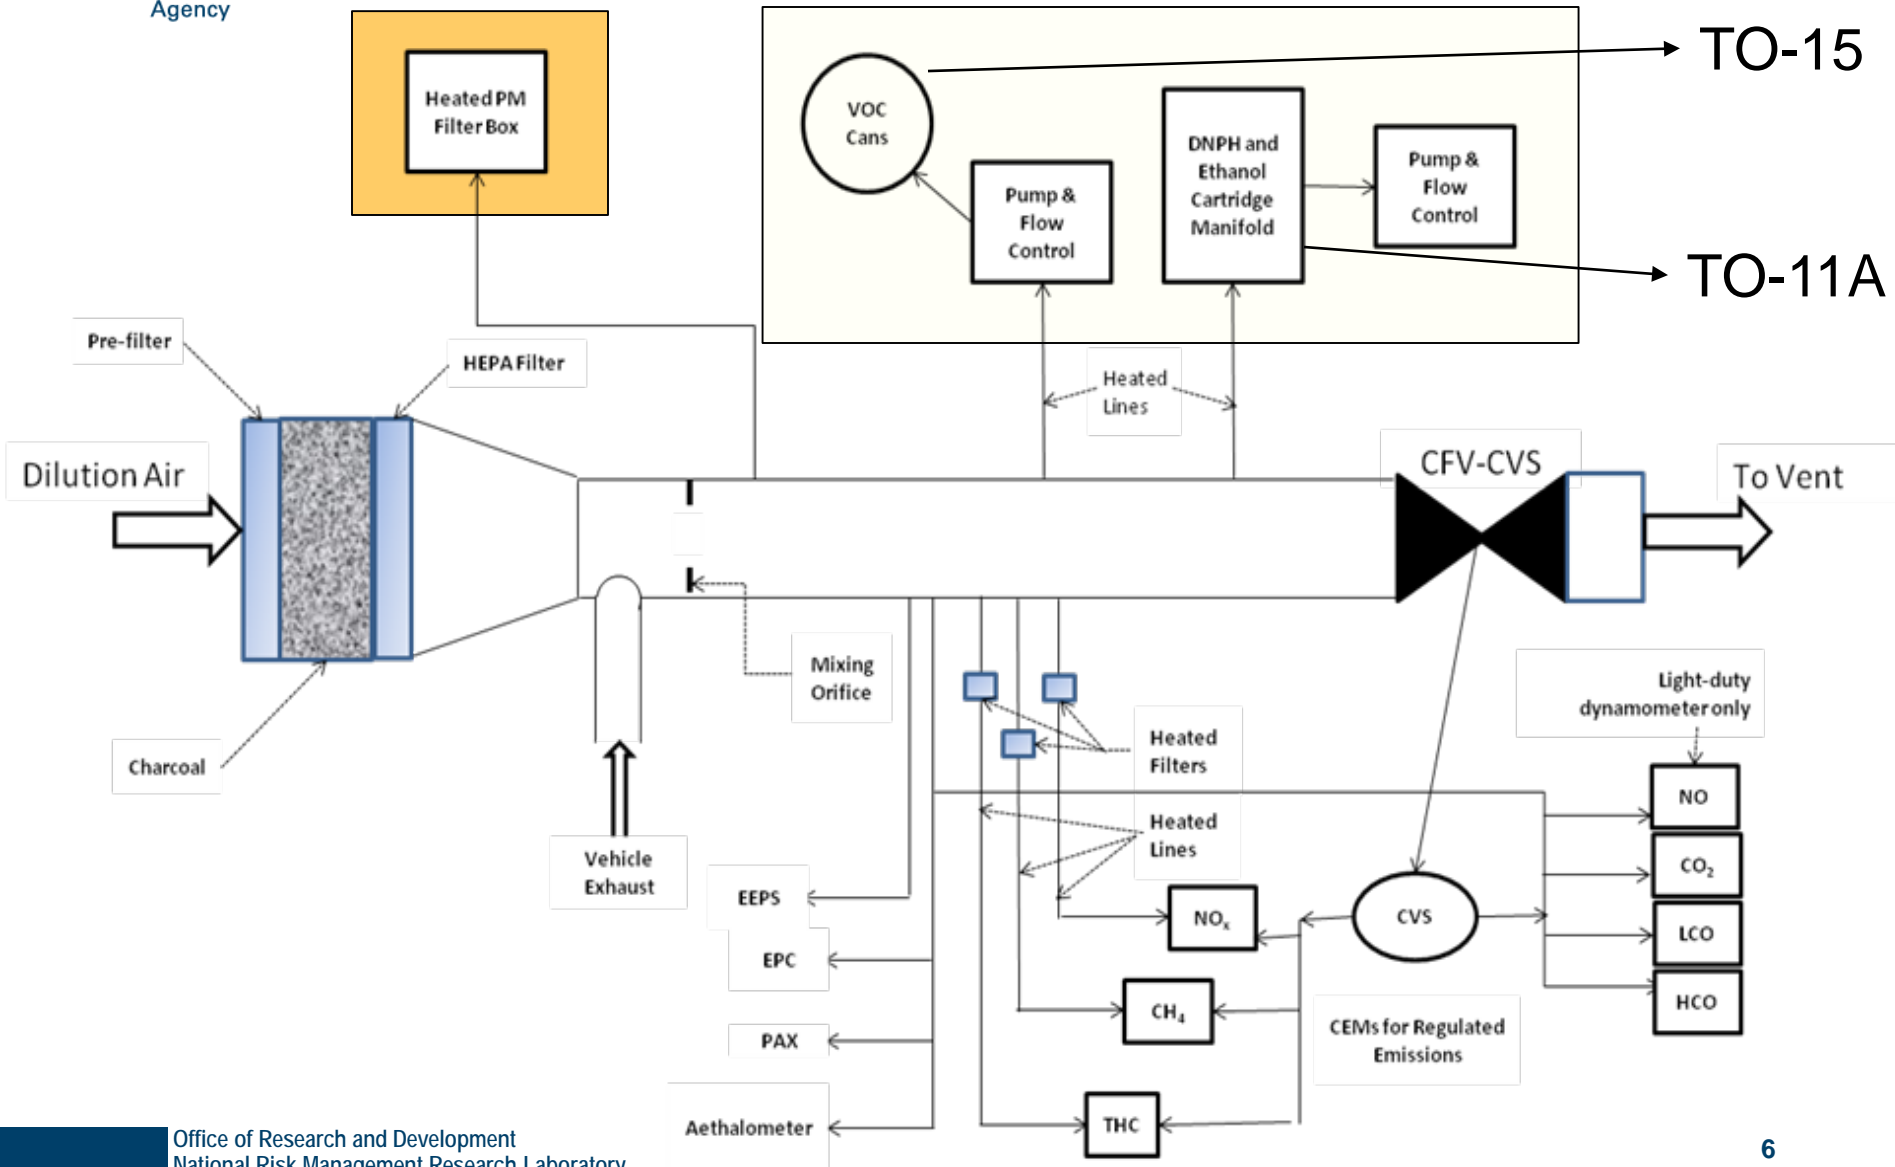 Agency
Heated PM
Filter Box
VOC
Cans
Pump &
Flow
Control
DNPH and
Ethanol
Cartridge
Manifold
Pump &
Flow
Control
TO-15
TO-11A
Pre-filter
HEPA Filter
Heated
Lines
Dilution Air
CFV-CVS
To Vent
Mixing
Orifice
Charcoal
Vehicle
Exhaust
Heated
Filters
Heated
Lines
Light-duty
dynamometer only
NO
CO₂
LCO
HCO
EEPS
EPC
PAX
Aethalometer
NOₓ
CH₄
THC
CVS
CEMs for Regulated
Emissions
Office of Research and Development
National Risk Management Research Laboratory
6